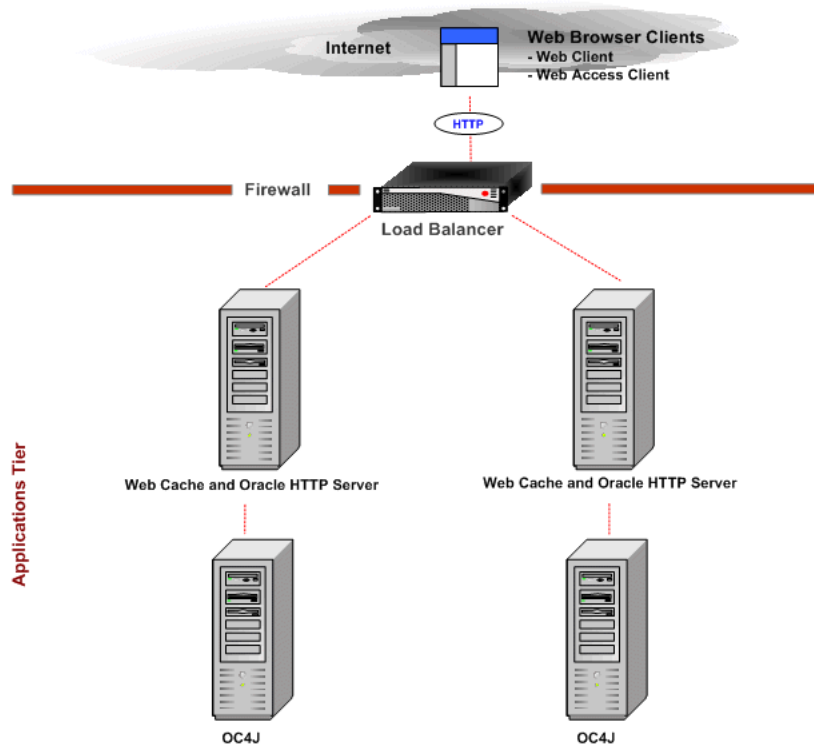 Internet
Web Browser Clients
- Web Client
- Web Access Client
HTTP
Firewall
Load Balancer
Applications Tier
Web Cache and Oracle HTTP Server
Web Cache and Oracle HTTP Server
OC4J
OC4J